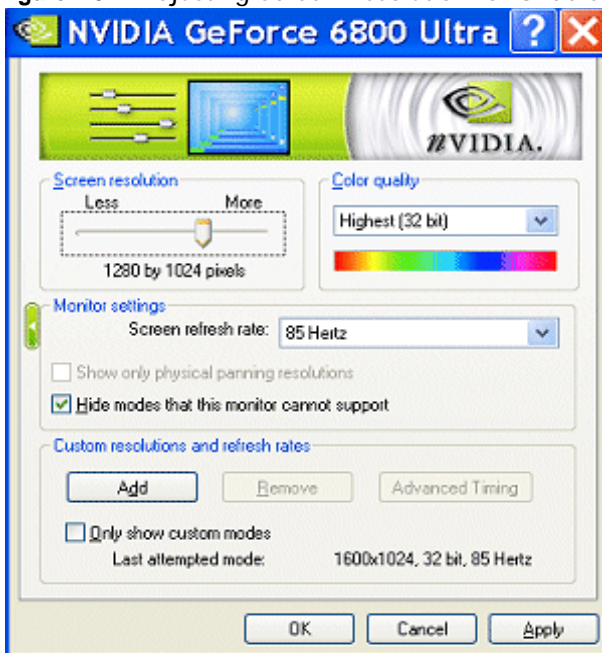 NVIDIA GeForce 6800 Ultra
nVIDIA.
Screen resolution
Less More
1280 by 1024 pixels
Color quality
Highest (32 bit)
Monitor settings
Screen refresh rate: 85 Hertz
Show only physical panning resolutions
Hide modes that this monitor cannot support
Custom resolutions and refresh rates
Add Remove Advanced Timing
Only show custom modes
Last attempted mode: 1600x1024, 32 bit, 85 Hertz
OK Cancel Apply